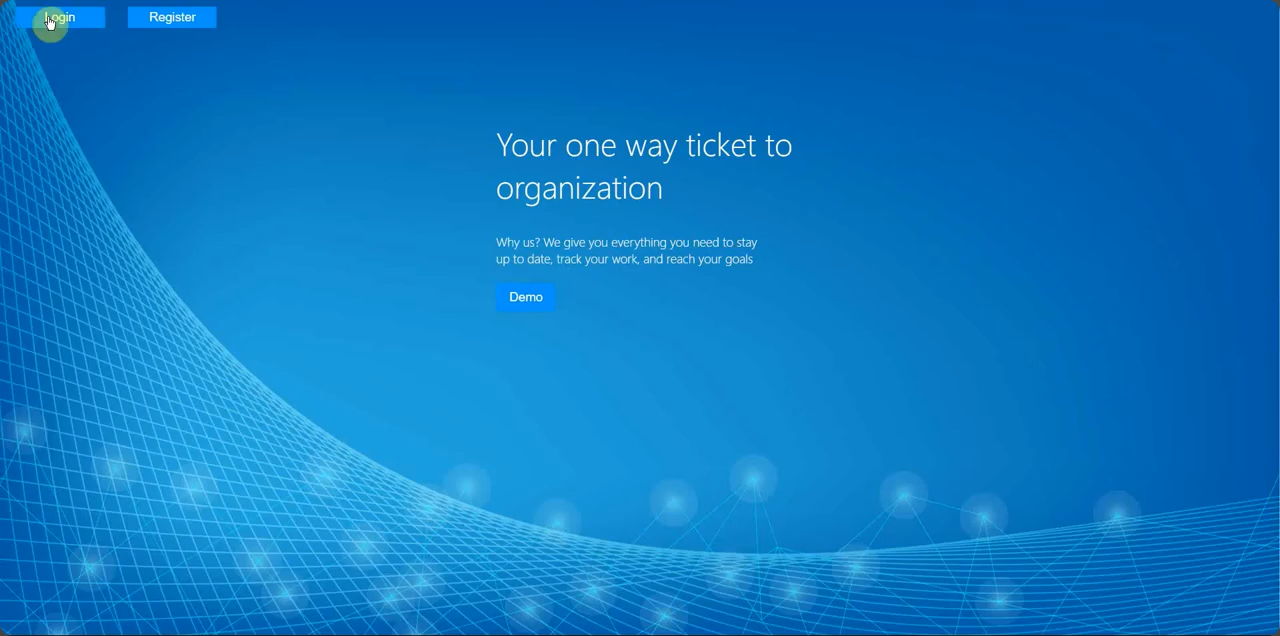 Login
Register
Your one way ticket to
organization
Why us? We give you everything you need to stay
up to date, track your work, and reach your goals
Demo